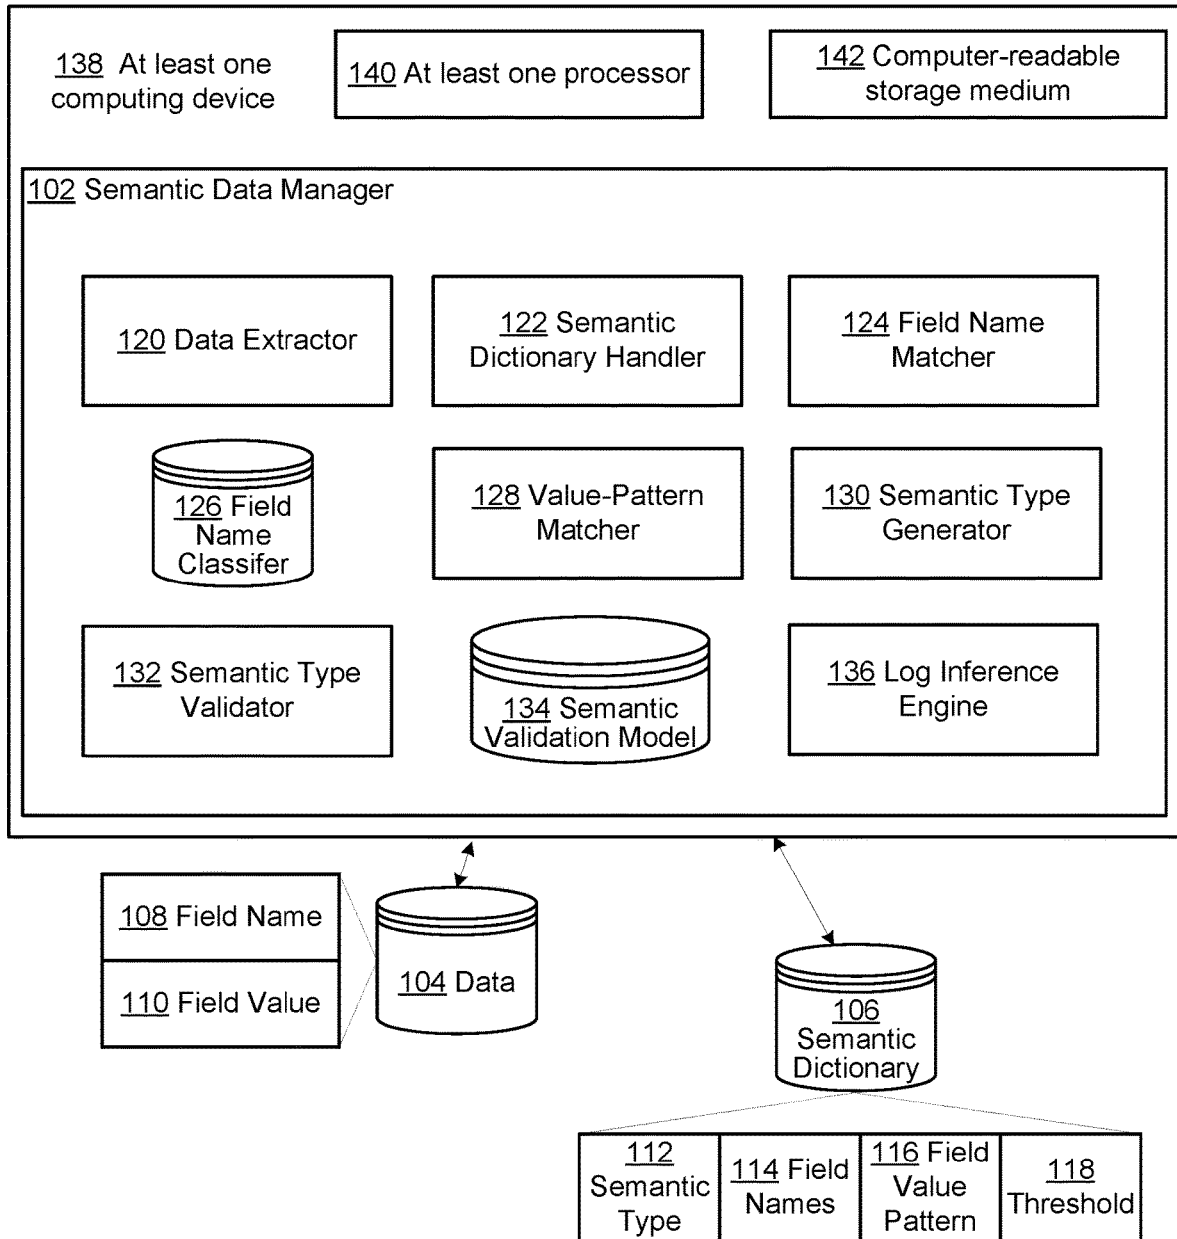 138 At least one
computing device
140 At least one processor
142 Computer-readable
storage medium
102 Semantic Data Manager
120 Data Extractor
122 Semantic
Dictionary Handler
124 Field Name
Matcher
126 Field
Name
Classifer
128 Value-Pattern
Matcher
130 Semantic Type
Generator
132 Semantic Type
Validator
134 Semantic
Validation Model
136 Log Inference
Engine
108 Field Name
110 Field Value
104 Data
106
Semantic
Dictionary
112
Semantic
Type
114 Field
Names
116 Field
Value
Pattern
118
Threshold